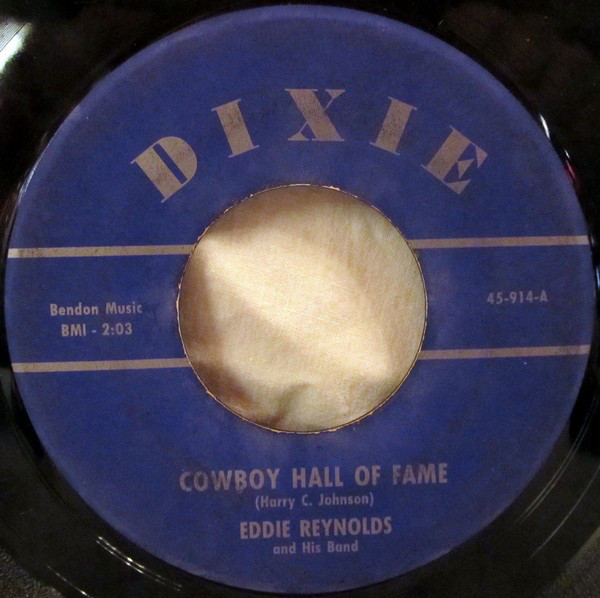 DIXIE
Bendon Music
BMI - 2:03
45-914-A
COWBOY HALL OF FAME
(Harry C. Johnson)
EDDIE REYNOLDS
and His Band